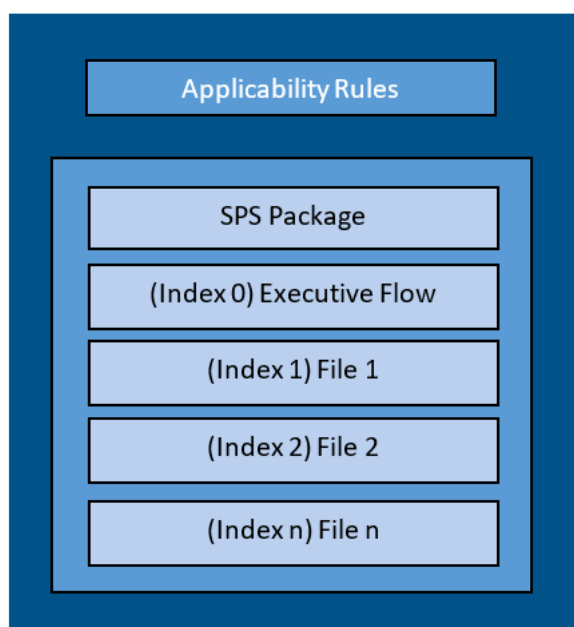 Applicability Rules
SPS Package
(Index 0) Executive Flow
(Index 1) File 1
(Index 2) File 2
(Index n) File n